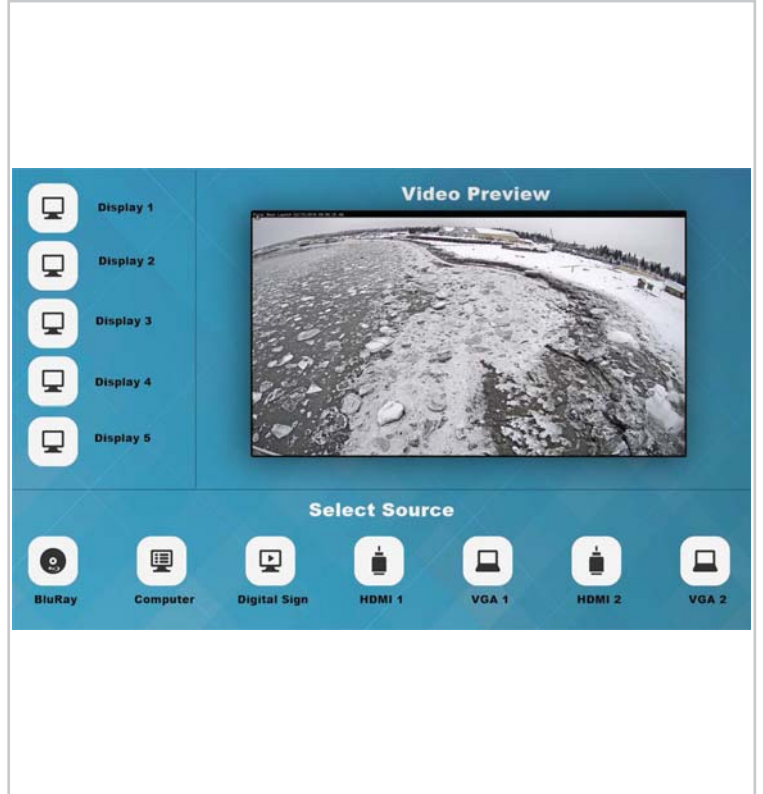 Video Preview
Display 1
Display 2
Display 3
Display 4
Display 5
Select Source
BluRay
Computer
Digital Sign
HDMI 1
VGA 1
HDMI 2
VGA 2